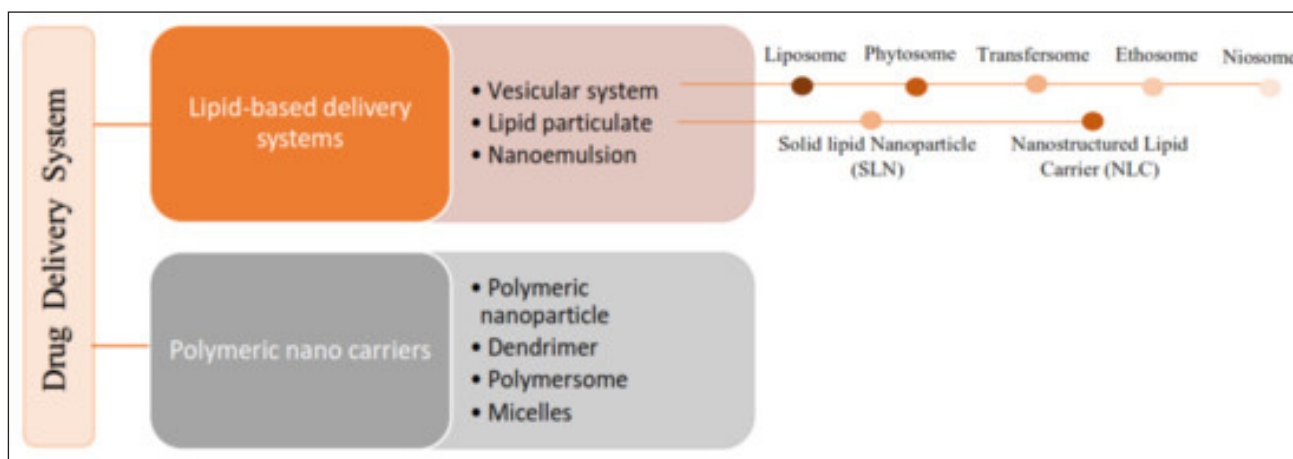 Drug Delivery System
Lipid-based delivery
systems
• Vesicular system
• Lipid particulate
• Nanoemulsion
Liposome
Phytosome
Transfersome
Ethosome
Niosome
Solid lipid Nanoparticle
(SLN)
Nanostructured Lipid
Carrier (NLC)
Polymeric nano carriers
• Polymeric
nanoparticle
• Dendrimer
• Polymersome
• Micelles